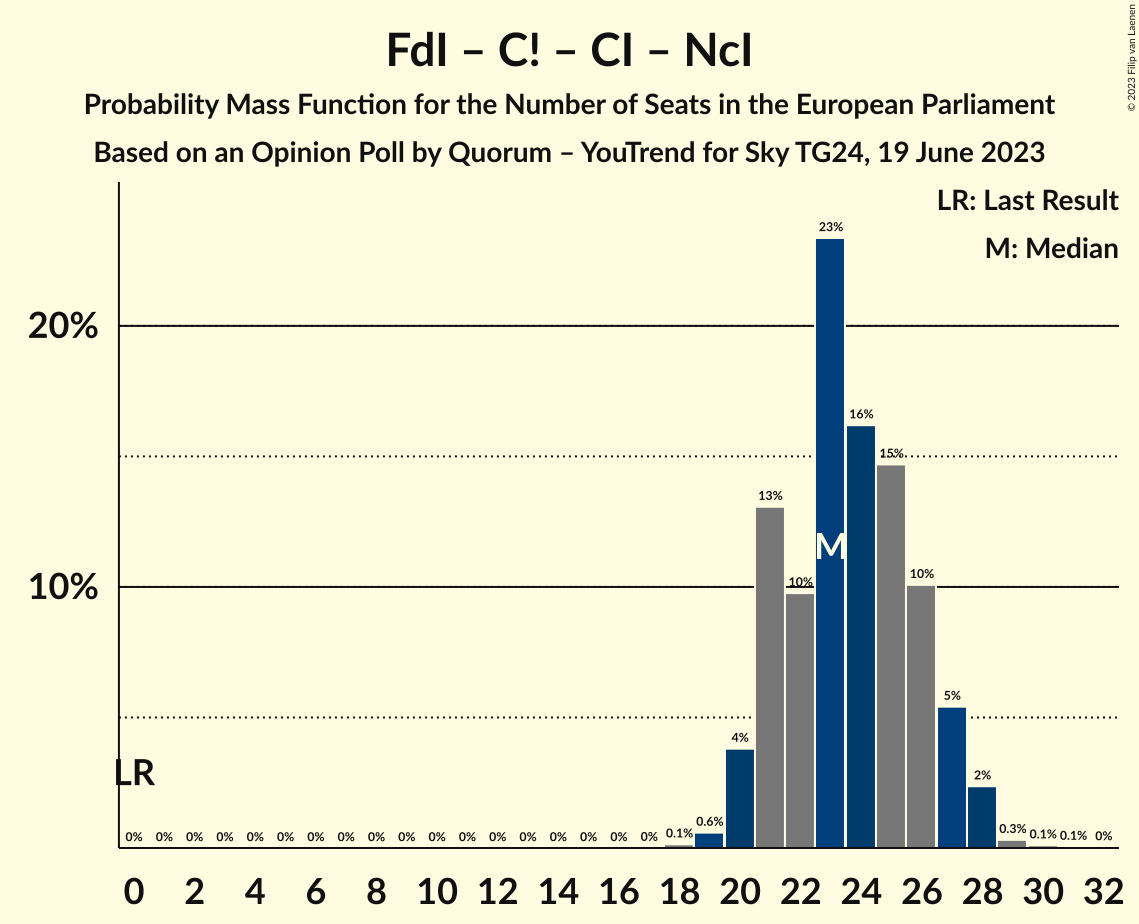 FdI – C! – CI – NcI
Probability Mass Function for the Number of Seats in the European Parliament
Based on an Opinion Poll by Quorum – YouTrend for Sky TG24, 19 June 2023
© 2023 Filip van Laenen
LR: Last Result
M: Median
23%
20%
16%
15%
13%
M
10%
10%
10%
5%
4%
LR
2%
0% 0% 0% 0% 0% 0% 0% 0% 0% 0% 0% 0% 0% 0% 0% 0% 0% 0% 0.1% 0.6% 0.3% 0.1% 0.1% 0%
0 2 4 6 8 10 12 14 16 18 20 22 24 26 28 30 32